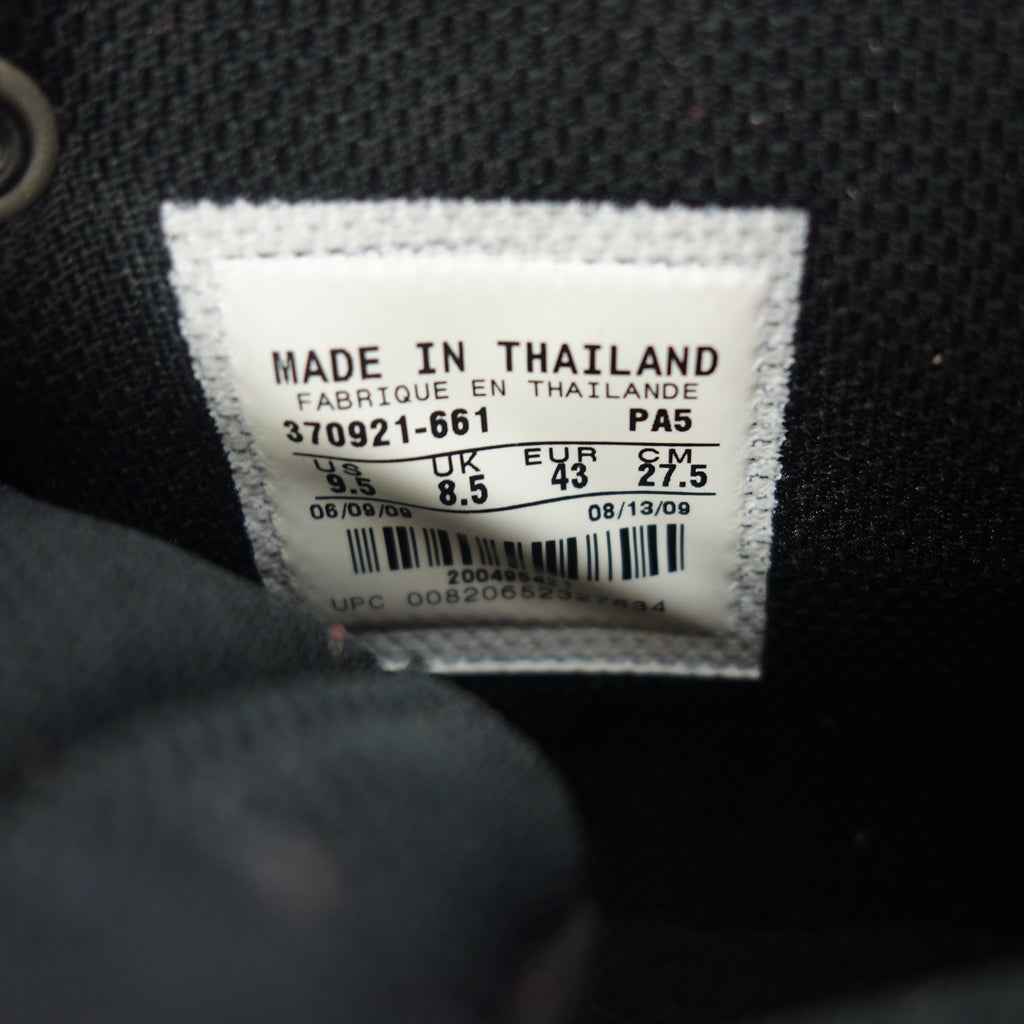 MADE IN THAILAND
FABRIQUE EN THAILANDE
370921-661 PA5
US UK EUR CM
9.5 8.5 43 27.5
06/09/09 08/13/09
UPC 00820652327634